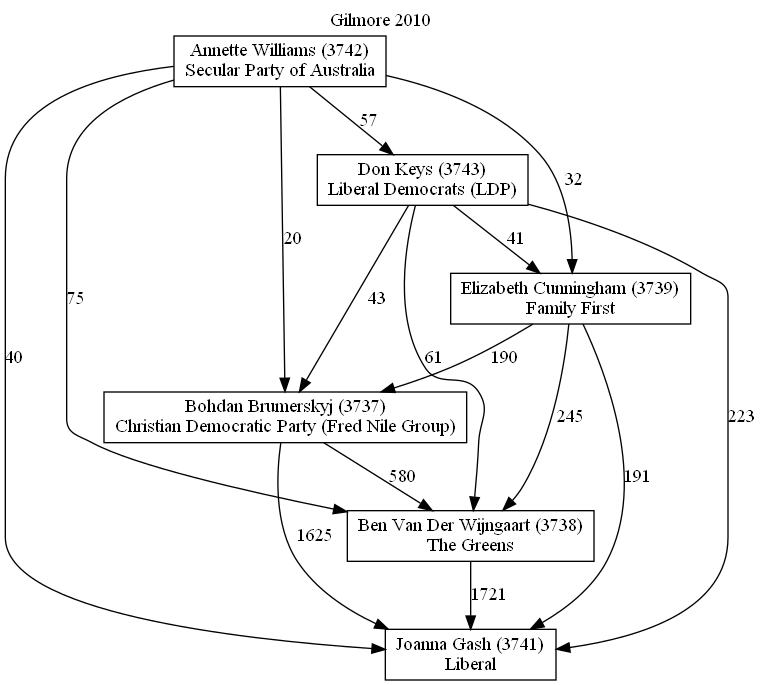 Gilmore 2010
Annette Williams (3742)
Secular Party of Australia
57
Don Keys (3743)
Liberal Democrats (LDP)
32
20
41
Elizabeth Cunningham (3739)
Family First
75
43
40
61
190
Bohdan Brumerskyj (3737)
Christian Democratic Party (Fred Nile Group)
245
223
580
191
Ben Van Der Wijngaart (3738)
The Greens
1625
1721
Joanna Gash (3741)
Liberal